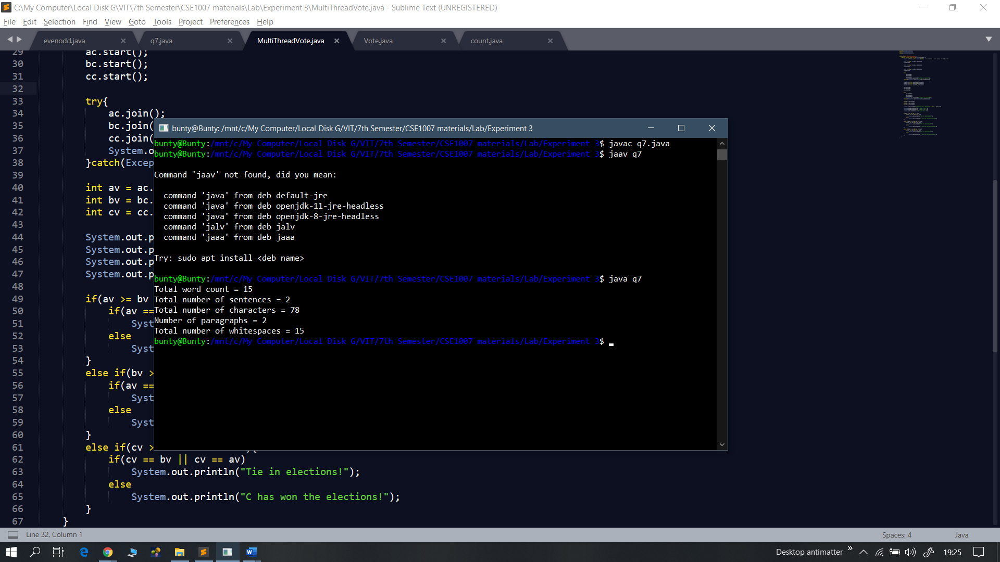 C:\My Computer\Local Disk G\VIT\7th Semester\CSE1007 materials\Lab\Experiment 3\MultiThreadVote.java - Sublime Text (UNREGISTERED)
File Edit Selection Find View Goto Tools Project Preferences Help
evenodd.java q7.java MultiThreadVote.java Vote.java count.java
29 ac.start();
30 bc.start();
31 cc.start();
32
33 try{
34 ac.join();
35 bc.join(
36 cc.join(
37 System.o
38 }catch(Excep
39
40 int av = ac.
41 int bv = bc.
42 int cv = cc.
43
44 System.out.p
45 System.out.p
46 System.out.p
47 System.out.p
48
49 if(av >= bv
50 if(av ==
51 Syst
52 else
53 Syst
54 }
55 else if(bv >
56 if(av ==
57 Syst
58 else
59 Syst
60 }
61 else if(cv >
62 if(cv == bv || cv == av)
63 System.out.println("Tie in elections!");
64 else
65 System.out.println("C has won the elections!");
66 }
67 }
bunty@Bunty: /mnt/c/My Computer/Local Disk G/VIT/7th Semester/CSE1007 materials/Lab/Experiment 3
bunty@Bunty:/mnt/c/My Computer/Local Disk G/VIT/7th Semester/CSE1007 materials/Lab/Experiment 3$ javac q7.java
bunty@Bunty:/mnt/c/My Computer/Local Disk G/VIT/7th Semester/CSE1007 materials/Lab/Experiment 3$ jaav q7
Command 'jaav' not found, did you mean:
command 'java' from deb default-jre
command 'java' from deb openjdk-11-jre-headless
command 'java' from deb openjdk-8-jre-headless
command 'jalv' from deb jalv
command 'jaaa' from deb jaaa
Try: sudo apt install <deb name>
bunty@Bunty:/mnt/c/My Computer/Local Disk G/VIT/7th Semester/CSE1007 materials/Lab/Experiment 3$ java q7
Total word count = 15
Total number of sentences = 2
Total number of characters = 78
Number of paragraphs = 2
Total number of whitespaces = 15
bunty@Bunty:/mnt/c/My Computer/Local Disk G/VIT/7th Semester/CSE1007 materials/Lab/Experiment 3$
Line 32, Column 1 Spaces: 4 Java
Desktop antimatter » 19:25